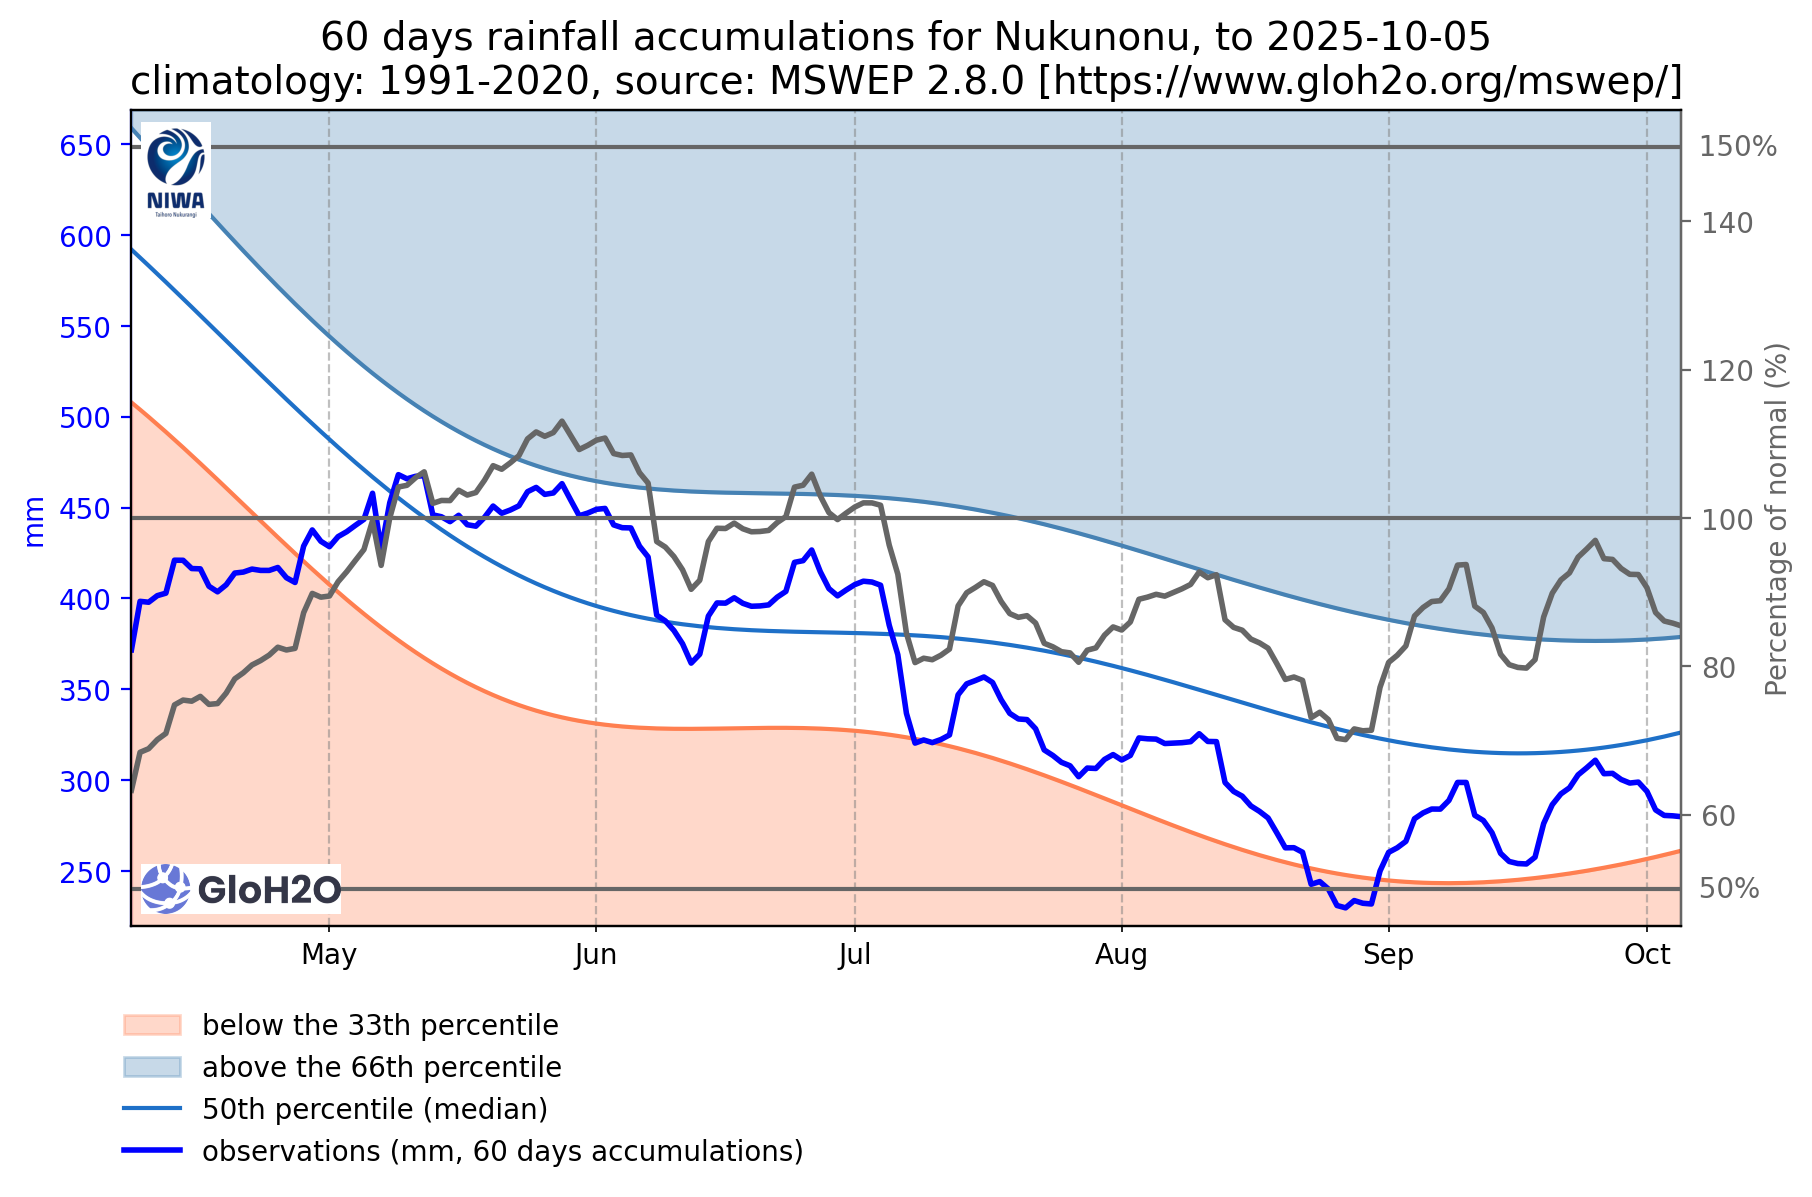 60 days rainfall accumulations for Nukunonu, to 2025-10-05
climatology: 1991-2020, source: MSWEP 2.8.0 [https://www.gloh2o.org/mswep/]
650
600
550
500
450
400
350
300
250
mm
NIWA
Taihoro Nukurangi
GloH2O
150%
140
120
100
80
60
50%
Percentage of normal (%)
May
Jun
Jul
Aug
Sep
Oct
below the 33th percentile
above the 66th percentile
50th percentile (median)
observations (mm, 60 days accumulations)